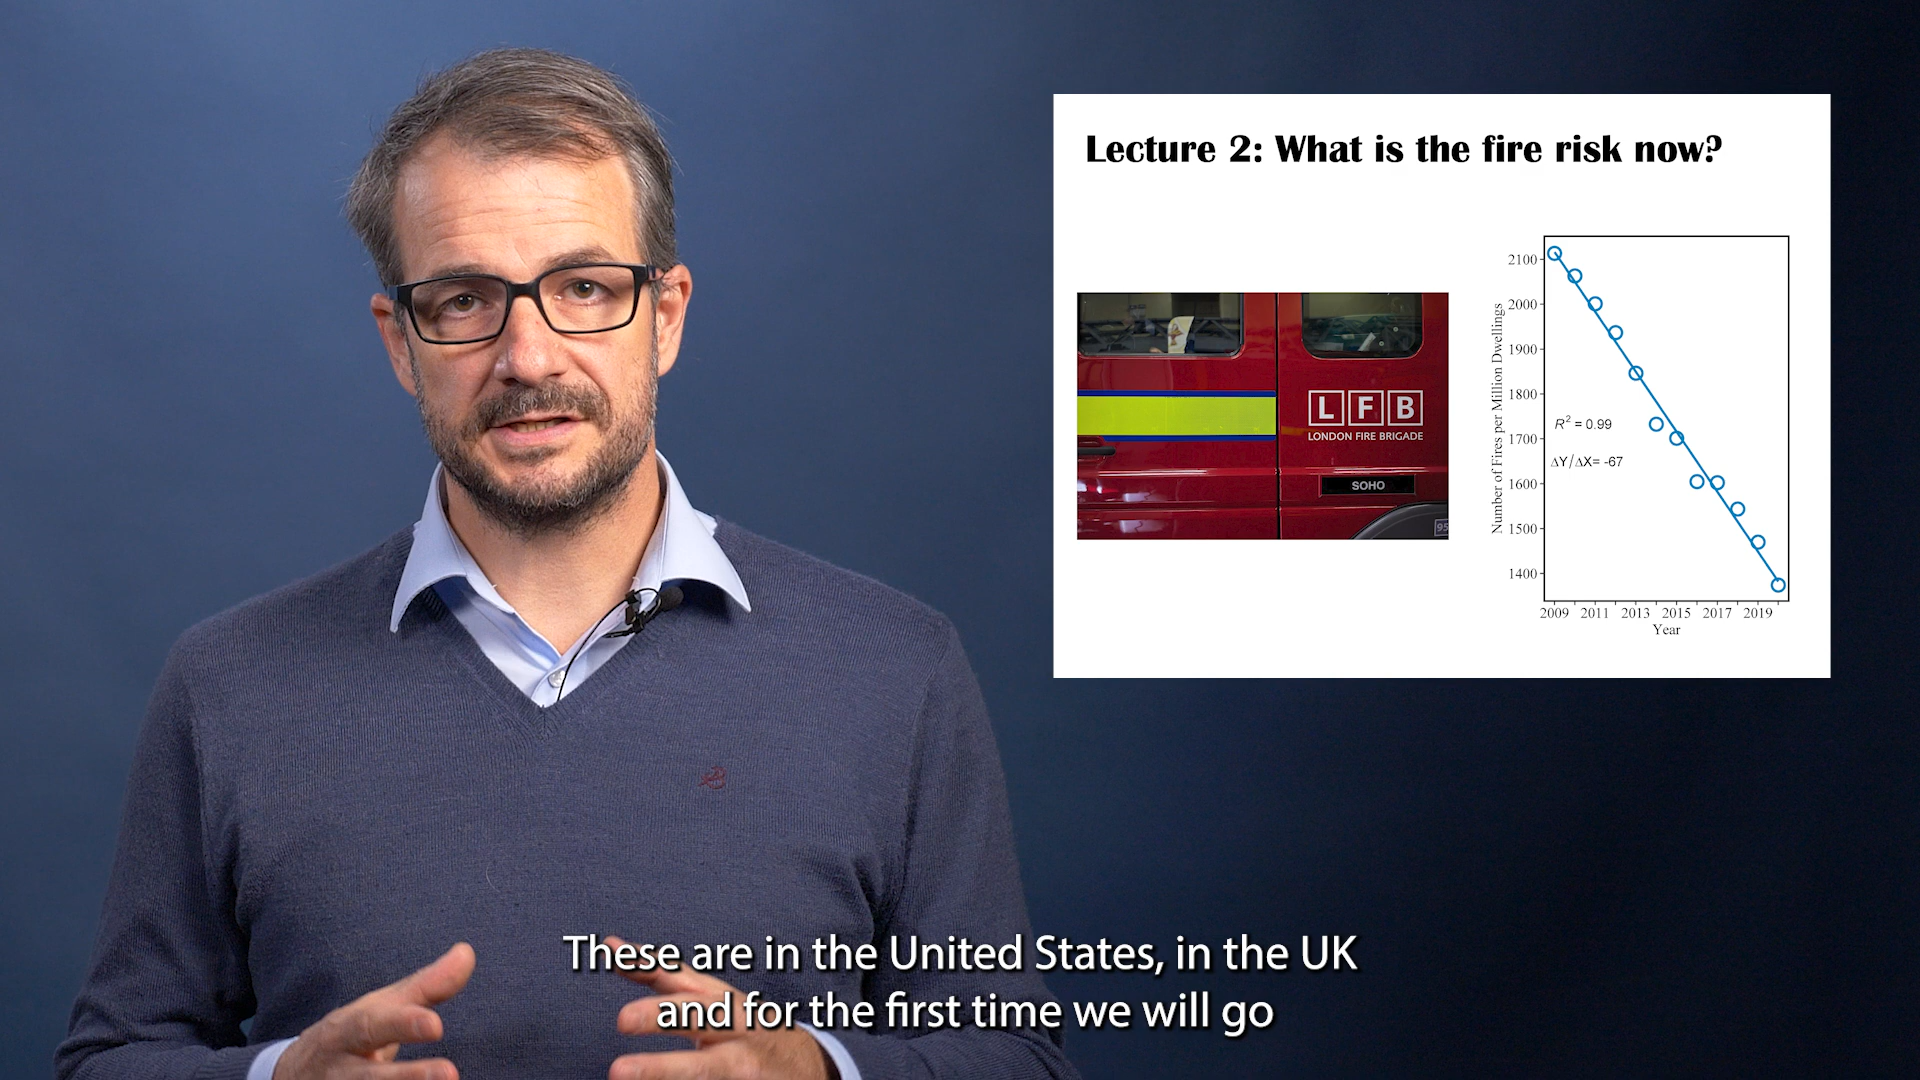 Lecture 2: What is the fire risk now?
L F B
LONDON FIRE BRIGADE
SOHO
95
Number of Fires per Million Dwellings
2100
2000
1900
1800
1700
1600
1500
1400
R² = 0.99
ΔY/ΔX= -67
2009 2011 2013 2015 2017 2019
Year
These are in the United States, in the UK
and for the first time we will go